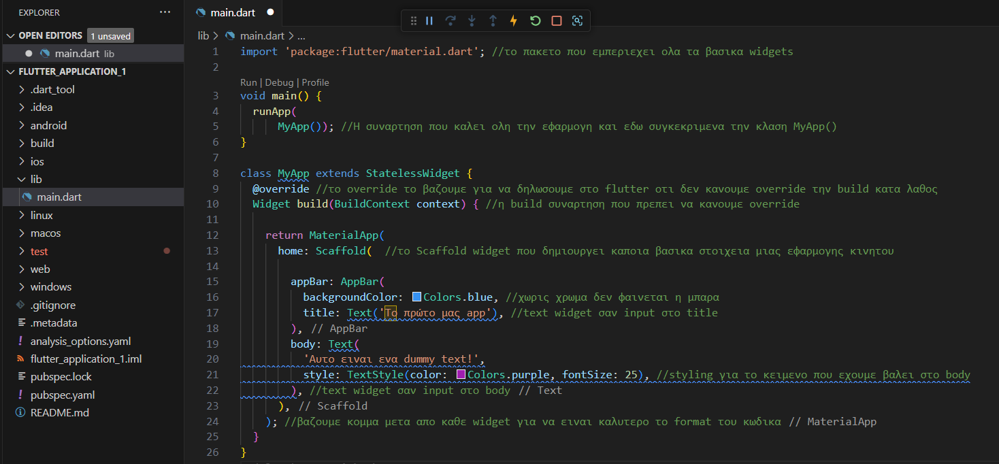 EXPLORER ···
OPEN EDITORS 1 unsaved
main.dart lib
FLUTTER_APPLICATION_1
.dart_tool
.idea
android
build
ios
lib
main.dart
linux
macos
test
web
windows
.gitignore
.metadata
analysis_options.yaml
flutter_application_1.iml
pubspec.lock
pubspec.yaml
README.md
main.dart
lib > main.dart > ...
1 import 'package:flutter/material.dart'; //το πακετο που εμπεριεχει ολα τα βασικα widgets
2
Run | Debug | Profile
3 void main() {
4 runApp(
5 MyApp()); //Η συναρτηση που καλει ολη την εφαρμογη και εδω συγκεκριμενα την κλαση MyApp()
6 }
7
8 class MyApp extends StatelessWidget {
9 @override //το override το βαζουμε για να δηλωσουμε στο flutter οτι δεν κανουμε override την build κατα λαθος
10 Widget build(BuildContext context) { //η build συναρτηση που πρεπει να κανουμε override
11
12 return MaterialApp(
13 home: Scaffold( //το Scaffold widget που δημιουργει καποια βασικα στοιχεια μιας εφαρμογης κινητου
14
15 appBar: AppBar(
16 backgroundColor: Colors.blue, //χωρις χρωμα δεν φαινεται η μπαρα
17 title: Text('Το πρώτο μας app'), //text widget σαν input στο title
18 ), // AppBar
19 body: Text(
20 'Αυτο ειναι ενα dummy text!',
21 style: TextStyle(color: Colors.purple, fontSize: 25), //styling για το κειμενο που εχουμε βαλει στο body
22 ), //text widget σαν input στο body // Text
23 ), // Scaffold
24 ); //βαζουμε κομμα μετα απο καθε widget για να ειναι καλυτερο το format του κωδικα // MaterialApp
25 }
26 }